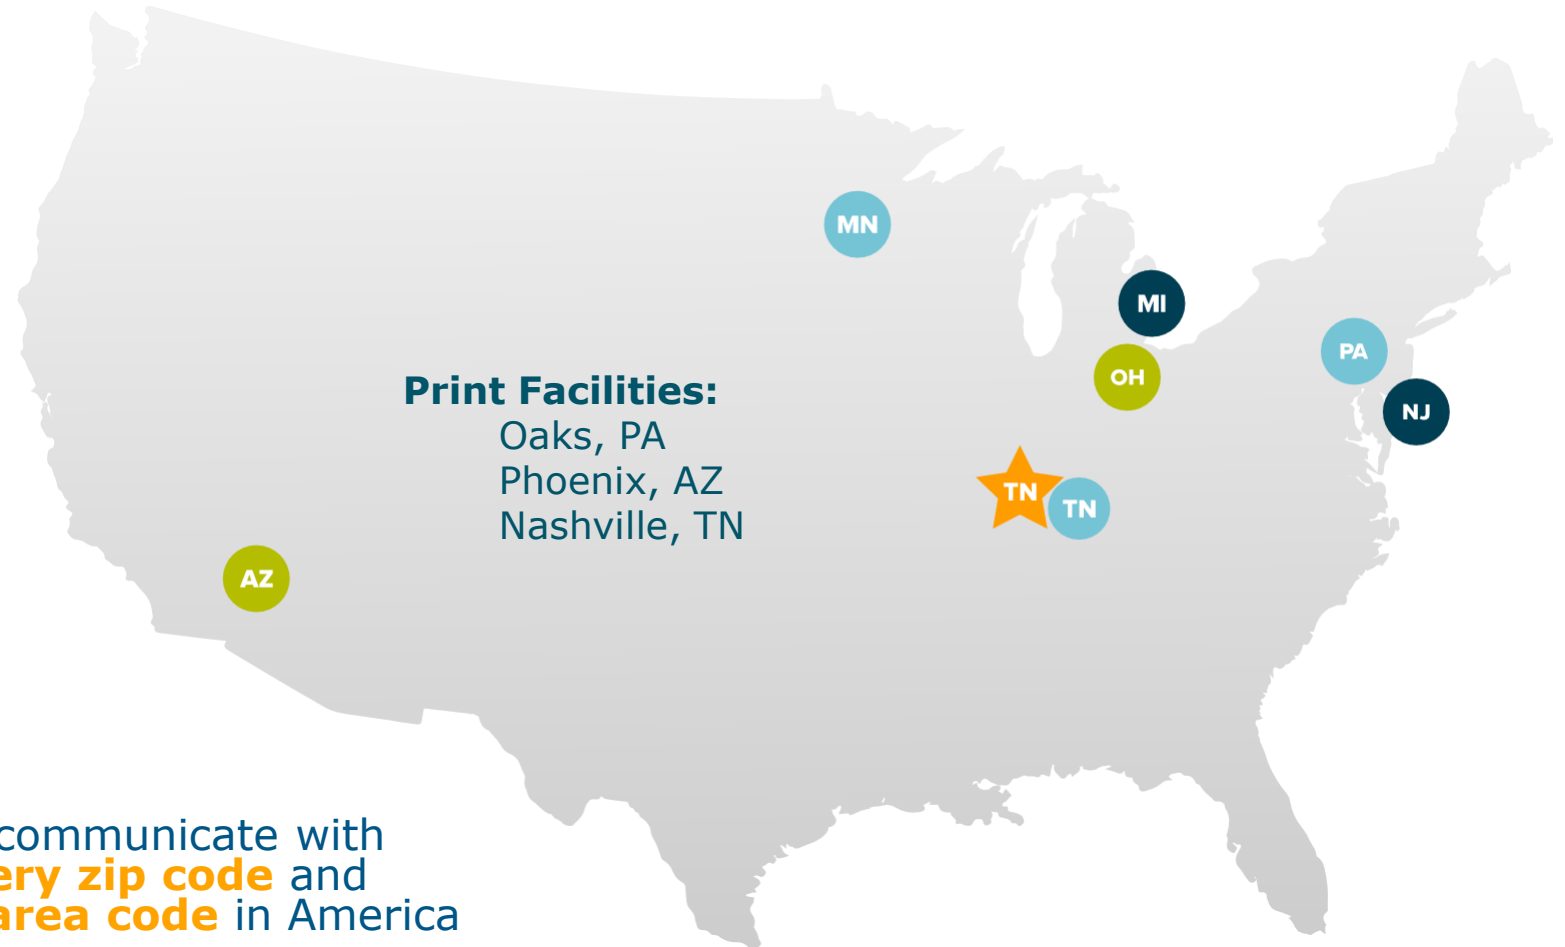 MN
MI
PA
OH
NJ
Print Facilities:
Oaks, PA
Phoenix, AZ
Nashville, TN
TN
TN
AZ
communicate with
ery zip code and
area code in America